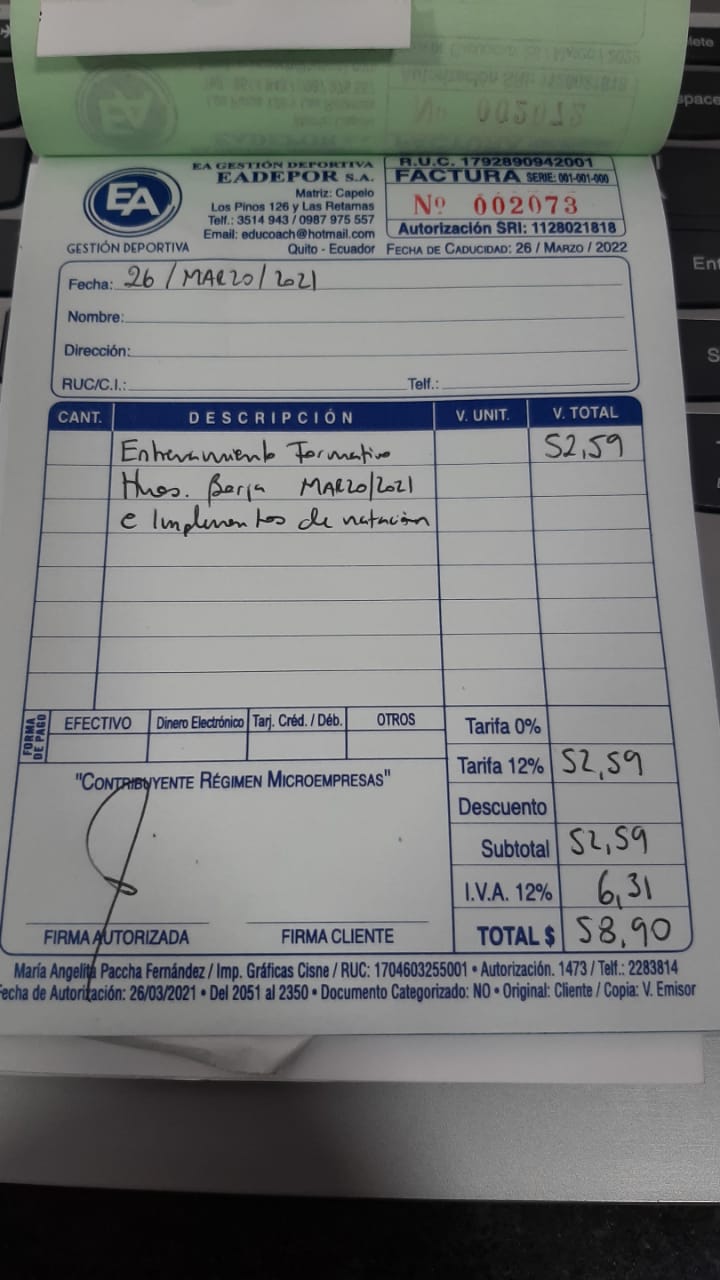 EA GESTIÓN DEPORTIVA
EADEPOR S.A.
Matriz: Capelo
Los Pinos 126 y Las Retamas
Telf.: 3514 943 / 0987 975 557
Email: educoach@hotmail.com
Quito - Ecuador
EA
GESTIÓN DEPORTIVA
R.U.C. 1792890942001
FACTURA SERIE: 001-001-000
Nº 002073
Autorización SRI: 1128021818
FECHA DE CADUCIDAD: 26 / MARZO / 2022
Fecha: 26 / MARZO / 2021
Nombre:
Dirección:
RUC/C.I.: Telf.:
CANT. DESCRIPCIÓN V. UNIT. V. TOTAL
Entrenamiento Formativo 52,59
Hnos. Borja MARZO/2021
e Implementos de natación
FORMA DE PAGO
EFECTIVO Dinero Electrónico Tarj. Créd. / Déb. OTROS
Tarifa 0%
Tarifa 12% 52,59
Descuento
Subtotal 52,59
I.V.A. 12% 6,31
TOTAL $ 58,90
"CONTRIBUYENTE RÉGIMEN MICROEMPRESAS"
FIRMA AUTORIZADA FIRMA CLIENTE
María Angelita Paccha Fernández / Imp. Gráficas Cisne / RUC: 1704603255001 • Autorización. 1473 / Telf.: 2283814
Fecha de Autorización: 26/03/2021 • Del 2051 al 2350 • Documento Categorizado: NO • Original: Cliente / Copia: V. Emisor